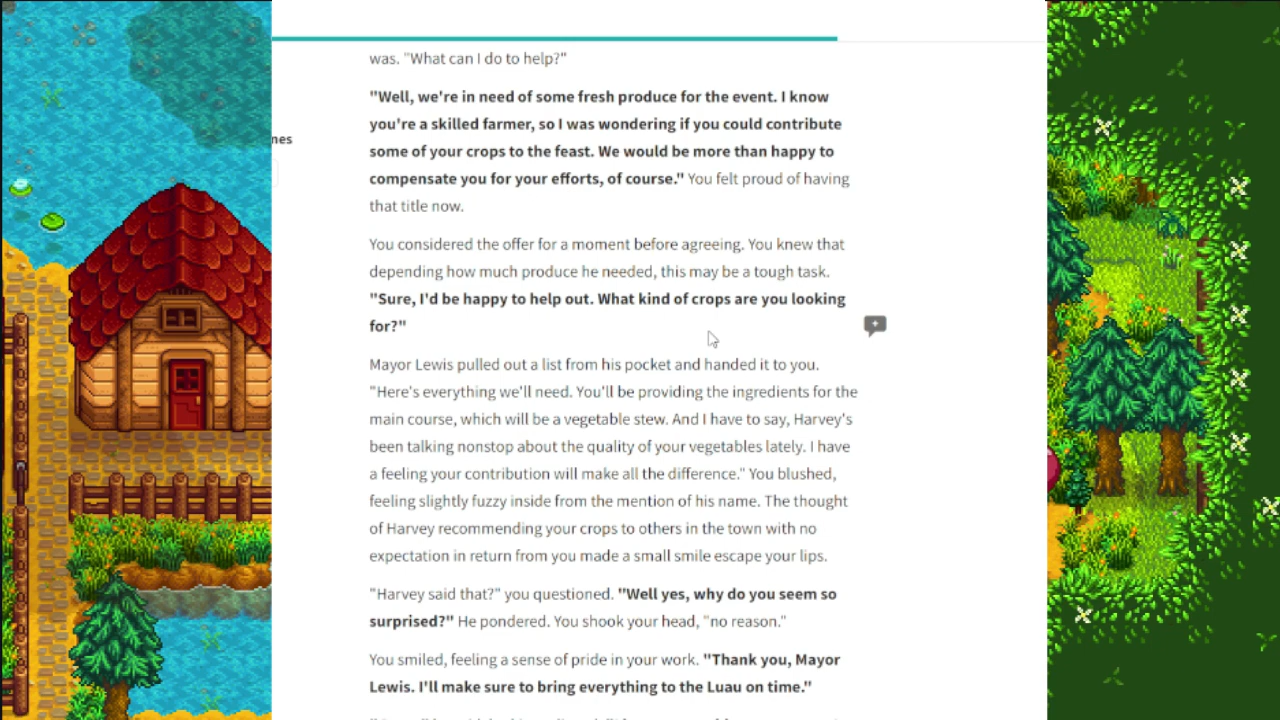 was. "What can I do to help?"
"Well, we're in need of some fresh produce for the event. I know
you're a skilled farmer, so I was wondering if you could contribute
some of your crops to the feast. We would be more than happy to
compensate you for your efforts, of course." You felt proud of having
that title now.
You considered the offer for a moment before agreeing. You knew that
depending how much produce he needed, this may be a tough task.
"Sure, I'd be happy to help out. What kind of crops are you looking
for?"
Mayor Lewis pulled out a list from his pocket and handed it to you.
"Here's everything we'll need. You'll be providing the ingredients for the
main course, which will be a vegetable stew. And I have to say, Harvey's
been talking nonstop about the quality of your vegetables lately. I have
a feeling your contribution will make all the difference." You blushed,
feeling slightly fuzzy inside from the mention of his name. The thought
of Harvey recommending your crops to others in the town with no
expectation in return from you made a small smile escape your lips.
"Harvey said that?" you questioned. "Well yes, why do you seem so
surprised?" He pondered. You shook your head, "no reason."
You smiled, feeling a sense of pride in your work. "Thank you, Mayor
Lewis. I'll make sure to bring everything to the Luau on time."
nes